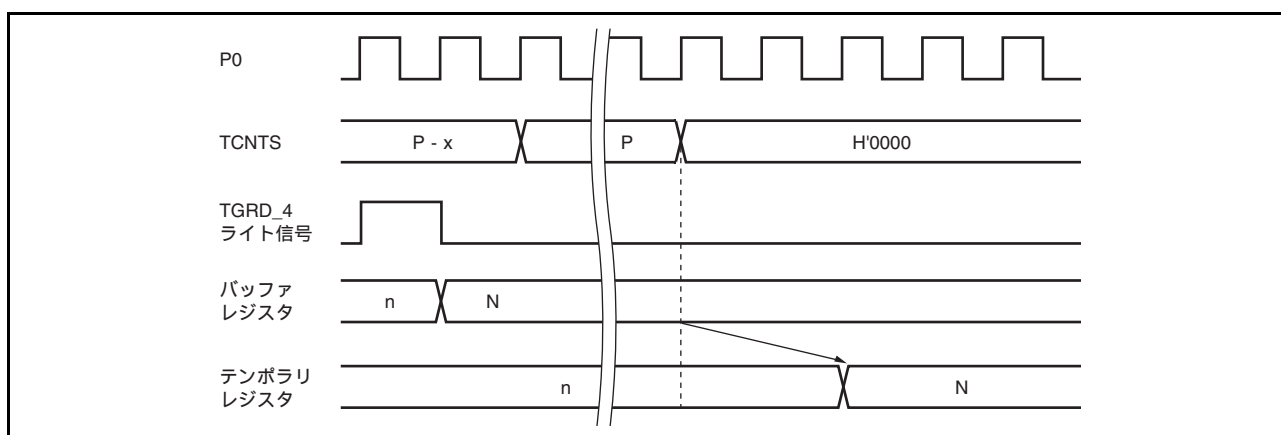 P0
TCNTS
P - x
P
H'0000
TGRD_4
ライト信号
バッファ
レジスタ
n
N
テンポラリ
レジスタ
n
N